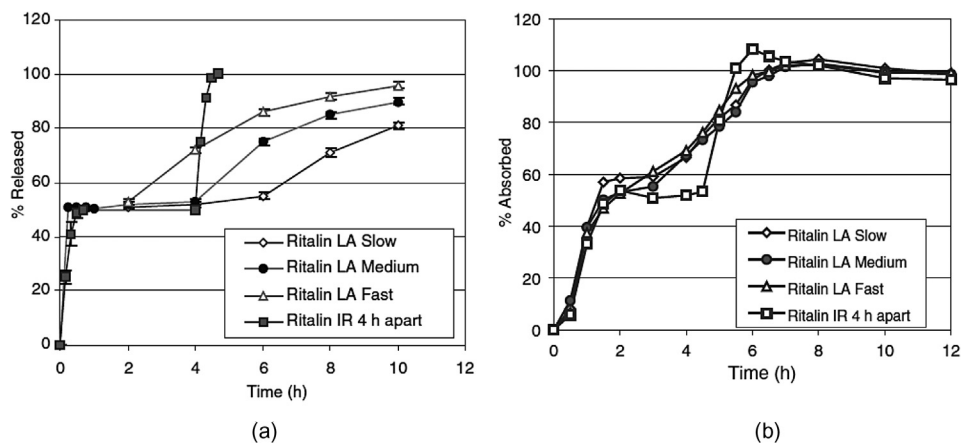 120
100
80
60
40
20
0
% Released
0 2 4 6 8 10 12
Time (h)
Ritalin LA Slow
Ritalin LA Medium
Ritalin LA Fast
Ritalin IR 4 h apart
(a)
120
100
80
60
40
20
0
% Absorbed
0 2 4 6 8 10 12
Time (h)
Ritalin LA Slow
Ritalin LA Medium
Ritalin LA Fast
Ritalin IR 4 h apart
(b)